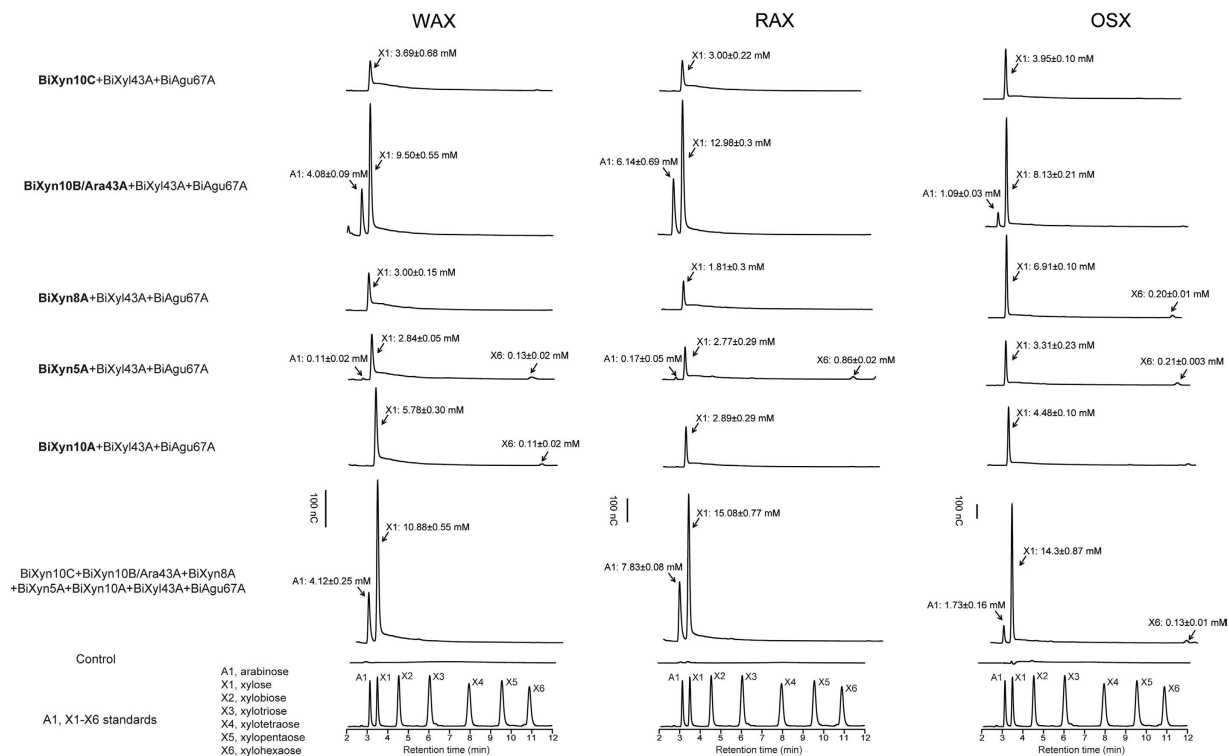 WAX
RAX
OSX
BiXyn10C+BiXyl43A+BiAgu67A
X1: 3.69±0.68 mM
X1: 3.00±0.22 mM
X1: 3.95±0.10 mM
BiXyn10B/Ara43A+BiXyl43A+BiAgu67A
A1: 4.08±0.09 mM
X1: 9.50±0.55 mM
A1: 6.14±0.69 mM
X1: 12.98±0.3 mM
A1: 1.09±0.03 mM
X1: 8.13±0.21 mM
BiXyn8A+BiXyl43A+BiAgu67A
X1: 3.00±0.15 mM
X1: 1.81±0.3 mM
X1: 6.91±0.10 mM
X6: 0.20±0.01 mM
BiXyn5A+BiXyl43A+BiAgu67A
A1: 0.11±0.02 mM
X1: 2.84±0.05 mM
X6: 0.13±0.02 mM
A1: 0.17±0.05 mM
X1: 2.77±0.29 mM
X6: 0.86±0.02 mM
X1: 3.31±0.23 mM
X6: 0.21±0.003 mM
BiXyn10A+BiXyl43A+BiAgu67A
X1: 5.78±0.30 mM
X6: 0.11±0.02 mM
X1: 2.89±0.29 mM
X1: 4.48±0.10 mM
100 nC
100 nC
100 nC
BiXyn10C+BiXyn10B/Ara43A+BiXyn8A
+BiXyn5A+BiXyn10A+BiXyl43A+BiAgu67A
A1: 4.12±0.25 mM
X1: 10.88±0.55 mM
A1: 7.83±0.08 mM
X1: 15.08±0.77 mM
A1: 1.73±0.16 mM
X1: 14.3±0.87 mM
X6: 0.13±0.01 mM
Control
A1, X1-X6 standards
A1, arabinose
X1, xylose
X2, xylobiose
X3, xylotriose
X4, xylotetraose
X5, xylopentaose
X6, xylohexaose
A1 X1 X2 X3 X4 X5 X6
A1 X1 X2 X3 X4 X5 X6
A1 X1 X2 X3 X4 X5 X6
2 3 4 5 6 7 8 9 10 11 12
2 3 4 5 6 7 8 9 10 11 12
2 3 4 5 6 7 8 9 10 11 12
Retention time (min)
Retention time (min)
Retention time (min)